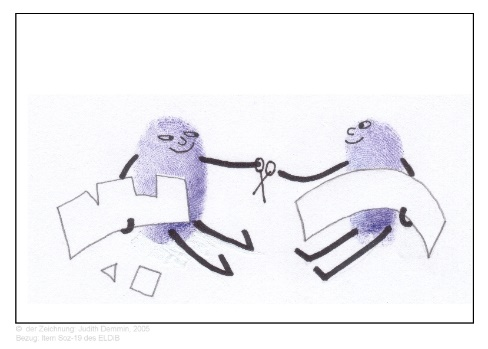 © der Zeichnung: Judith Demmin, 2005
Bezug: Item Soz-19 des ELDiB